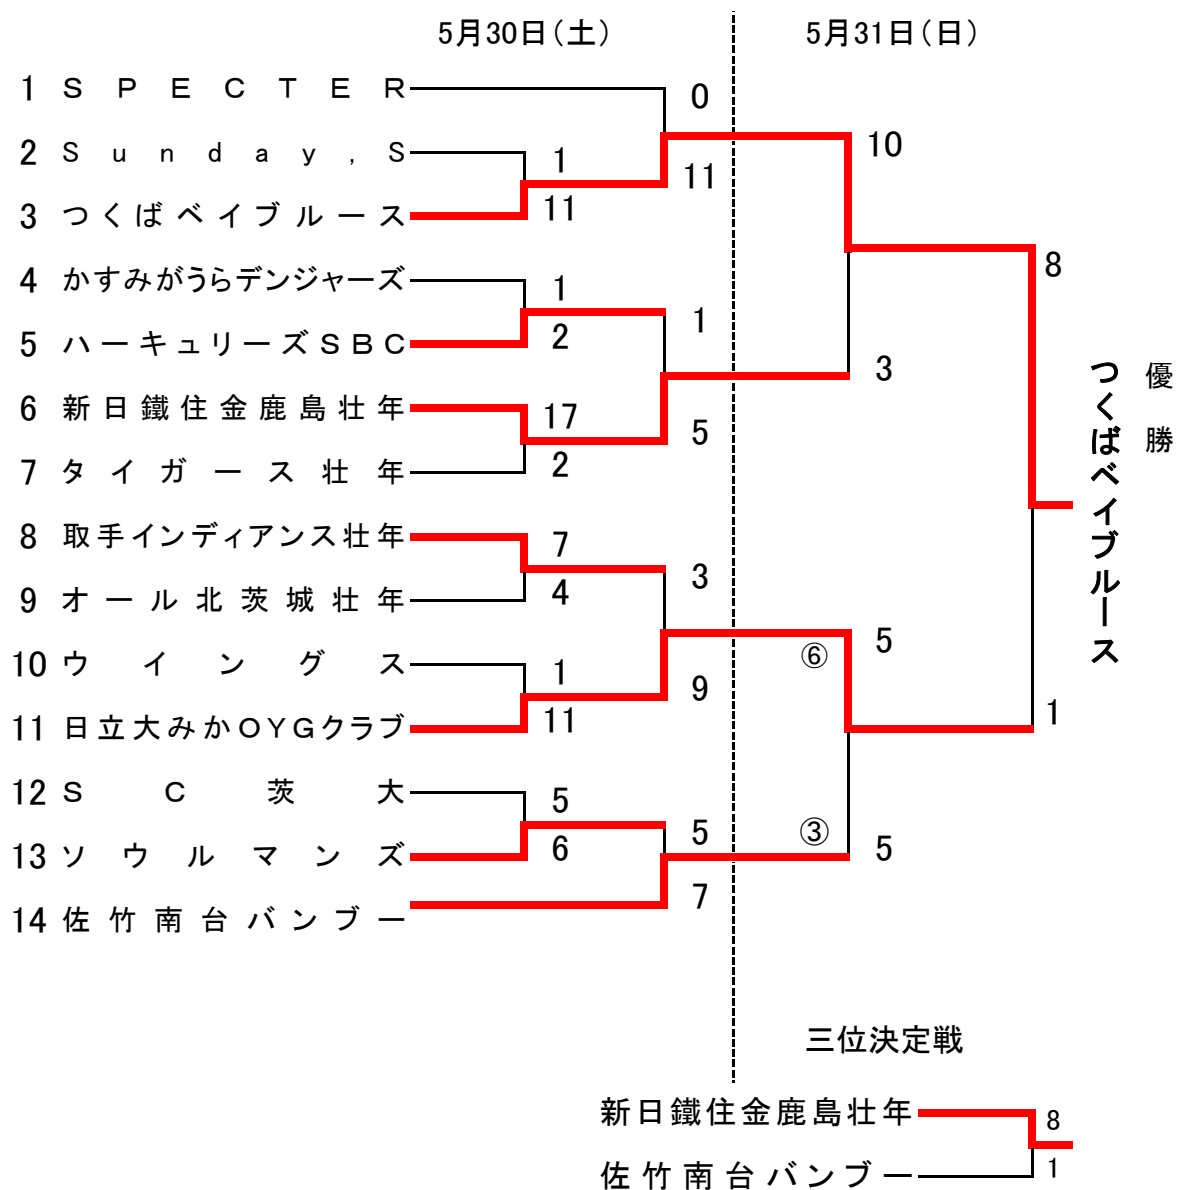 5月30日(土)
5月31日(日)
1 SPECTER
0
10
2 Sunday,S
1
11
3 つくばベイブルース
11
8
4 かすみがうらデンジャーズ
1
1
5 ハーキュリーズSBC
2
3
6 新日鐵住金鹿島壮年
17
5
7 タイガース壮年
2
優勝
つくばベイブルース
8 取手インディアンス壮年
7
3
9 オール北茨城壮年
4
5
⑥
10 ウイングス
1
9
11 日立大みかOYGクラブ
11
1
12 SC茨大
5
5
③
5
13 ソウルマンズ
6
7
14 佐竹南台バンブー
三位決定戦
新日鐵住金鹿島壮年
8
佐竹南台バンブー
1